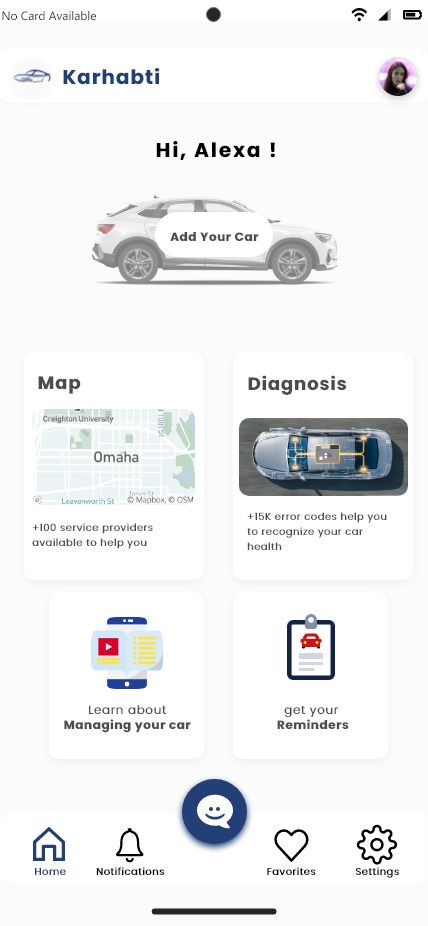 No Card Available
Karhabti
Hi, Alexa !
Add Your Car
Map
Creighton University
Omaha
Leavenworth St
© Mapbox, © OSM
+100 service providers
available to help you
Diagnosis
+15K error codes help you
to recognize your car
health
Learn about
Managing your car
get your
Reminders
Home
Notifications
Favorites
Settings